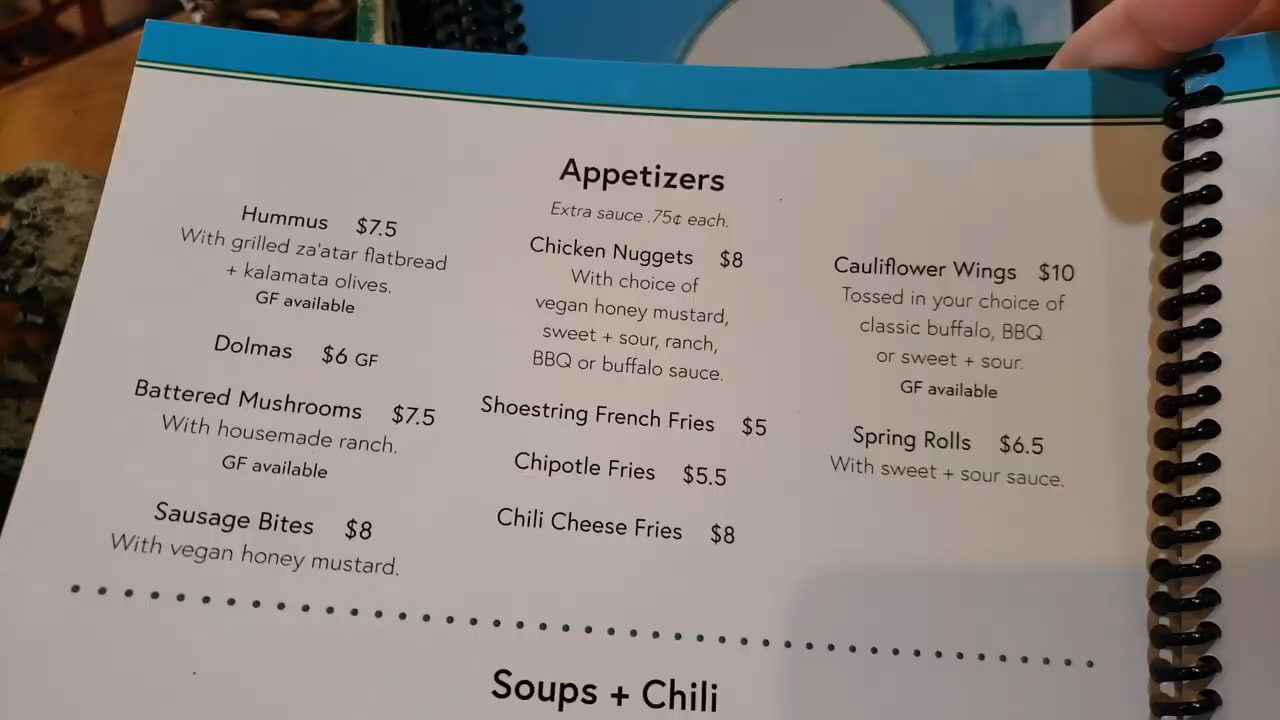 Appetizers
Extra sauce .75¢ each.
Hummus $7.5
With grilled za'atar flatbread
+ kalamata olives.
GF available
Dolmas $6 GF
Battered Mushrooms $7.5
With housemade ranch.
GF available
Sausage Bites $8
With vegan honey mustard.
Chicken Nuggets $8
With choice of
vegan honey mustard,
sweet + sour, ranch,
BBQ or buffalo sauce.
Shoestring French Fries $5
Chipotle Fries $5.5
Chili Cheese Fries $8
Cauliflower Wings $10
Tossed in your choice of
classic buffalo, BBQ
or sweet + sour.
GF available
Spring Rolls $6.5
With sweet + sour sauce.
Soups + Chili